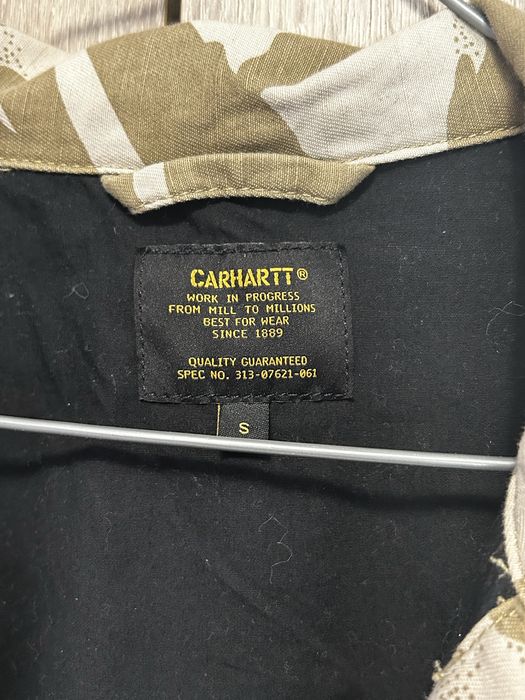 CARHARTT®
WORK IN PROGRESS
FROM MILL TO MILLIONS
BEST FOR WEAR
SINCE 1889
QUALITY GUARANTEED
SPEC NO. 313-07621-061
S